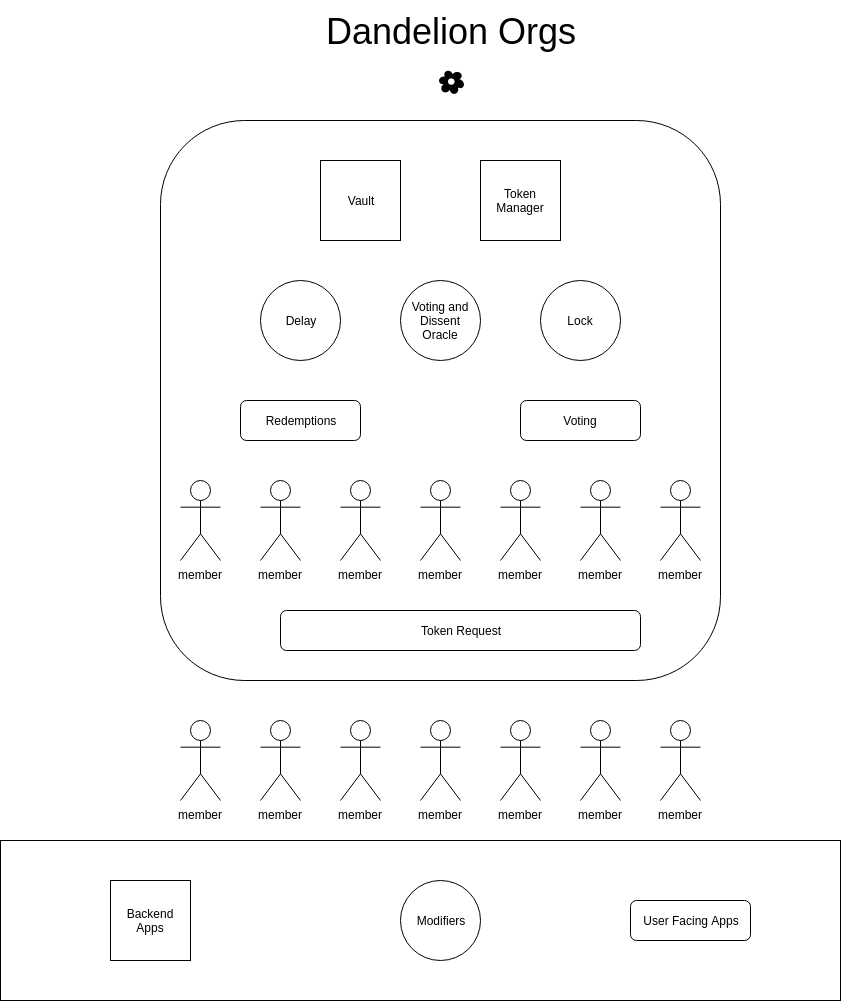 Dandelion Orgs
Vault
Token
Manager
Delay
Voting and
Dissent
Oracle
Lock
Redemptions
Voting
member member member member member member member
Token Request
member member member member member member member
Backend
Apps
Modifiers
User Facing Apps